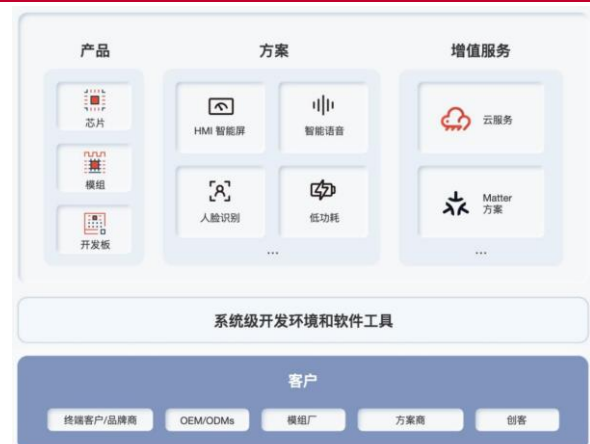 产品
方案
增值服务
芯片
模组
开发板
HMI 智能屏
智能语音
人脸识别
低功耗
...
云服务
Matter
方案
...
系统级开发环境和软件工具
客户
终端客户/品牌商
OEM/ODMs
模组厂
方案商
创客